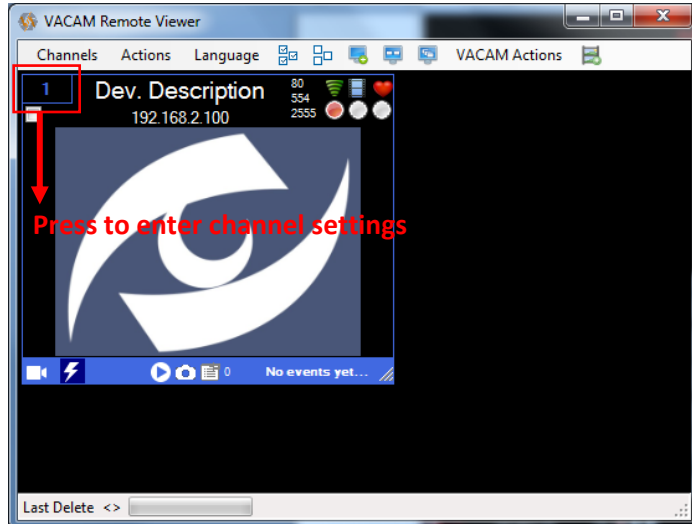 VACAM Remote Viewer
Channels Actions Language VACAM Actions
1
Dev. Description
192.168.2.100
80
554
2555
Press to enter channel settings
0 No events yet...
Last Delete <>